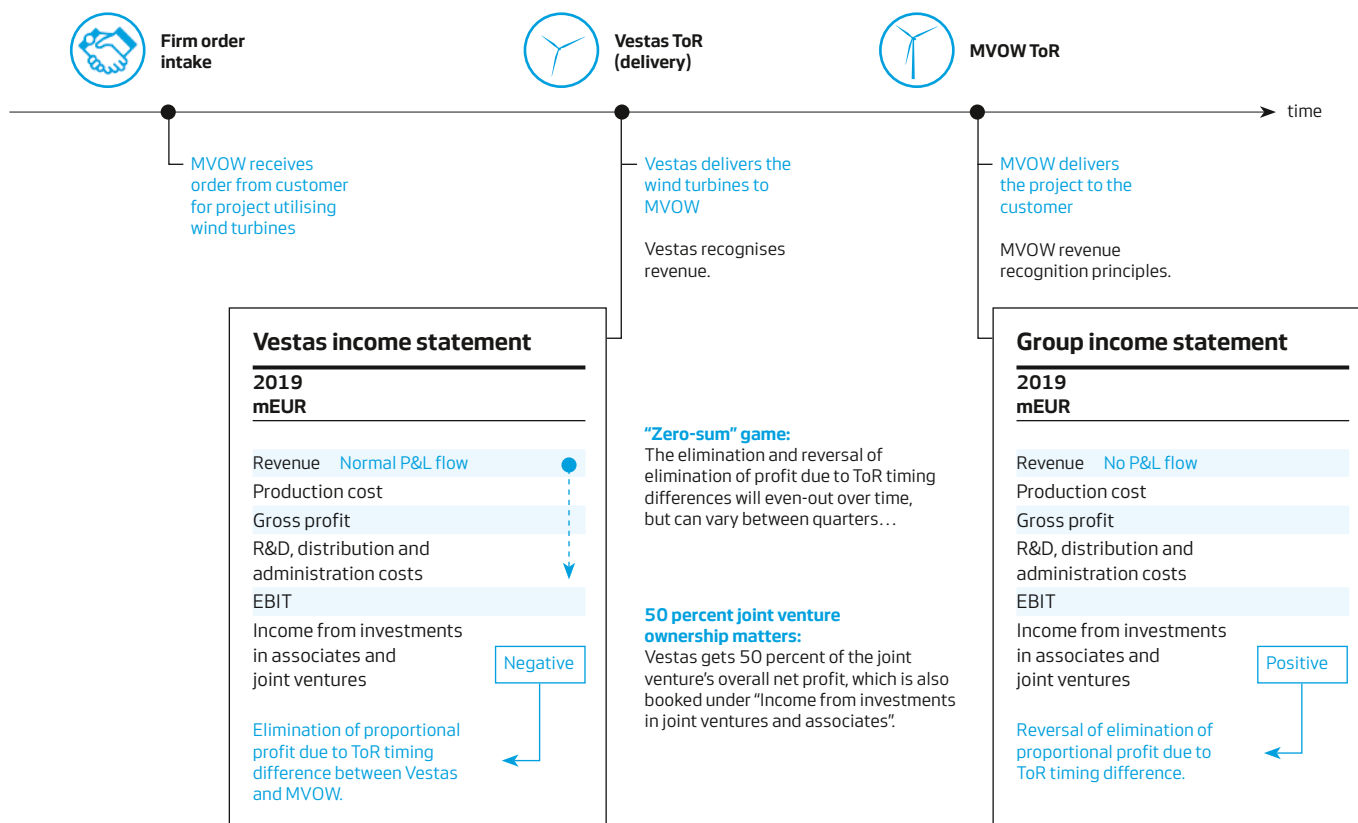 Firm order
intake
Vestas ToR
(delivery)
MVOW ToR
time
MVOW receives
order from customer
for project utilising
wind turbines
Vestas delivers the
wind turbines to
MVOW
Vestas recognises
revenue.
MVOW delivers
the project to the
customer
MVOW revenue
recognition principles.
Vestas income statement
2019
mEUR
Revenue Normal P&L flow
Production cost
Gross profit
R&D, distribution and
administration costs
EBIT
Income from investments
in associates and
joint ventures
Negative
Elimination of proportional
profit due to ToR timing
difference between Vestas
and MVOW.
“Zero-sum” game:
The elimination and reversal of
elimination of profit due to ToR timing
differences will even-out over time,
but can vary between quarters…
50 percent joint venture
ownership matters:
Vestas gets 50 percent of the joint
venture’s overall net profit, which is also
booked under “Income from investments
in joint ventures and associates”.
Group income statement
2019
mEUR
Revenue No P&L flow
Production cost
Gross profit
R&D, distribution and
administration costs
EBIT
Income from investments
in associates and
joint ventures
Positive
Reversal of elimination of
proportional profit due to
ToR timing difference.